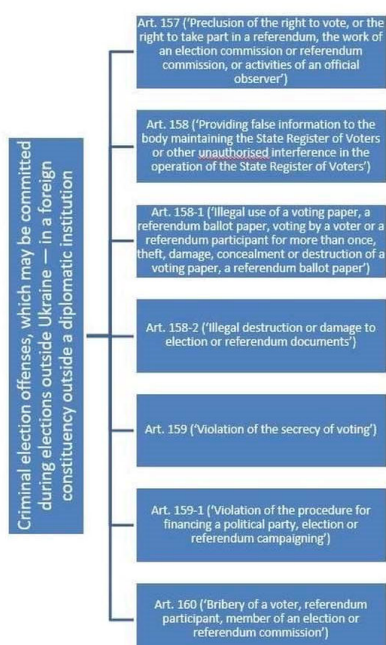 Criminal election offenses, which may be committed
during elections outside Ukraine — in a foreign
constituency outside a diplomatic institution
Art. 157 ('Preclusion of the right to vote, or the
right to take part in a referendum, the work of
an election commission or referendum
commission, or activities of an official
observer')
Art. 158 ('Providing false information to the
body maintaining the State Register of Voters
or other unauthorised interference in the
operation of the State Register of Voters')
Art. 158-1 ('Illegal use of a voting paper, a
referendum ballot paper, voting by a voter or a
referendum participant for more than once,
theft, damage, concealment or destruction of a
voting paper, a referendum ballot paper')
Art. 158-2 ('Illegal destruction or damage to
election or referendum documents')
Art. 159 ('Violation of the secrecy of voting')
Art. 159-1 ('Violation of the procedure for
financing a political party, election or
referendum campaigning')
Art. 160 ('Bribery of a voter, referendum
participant, member of an election or
referendum commission')